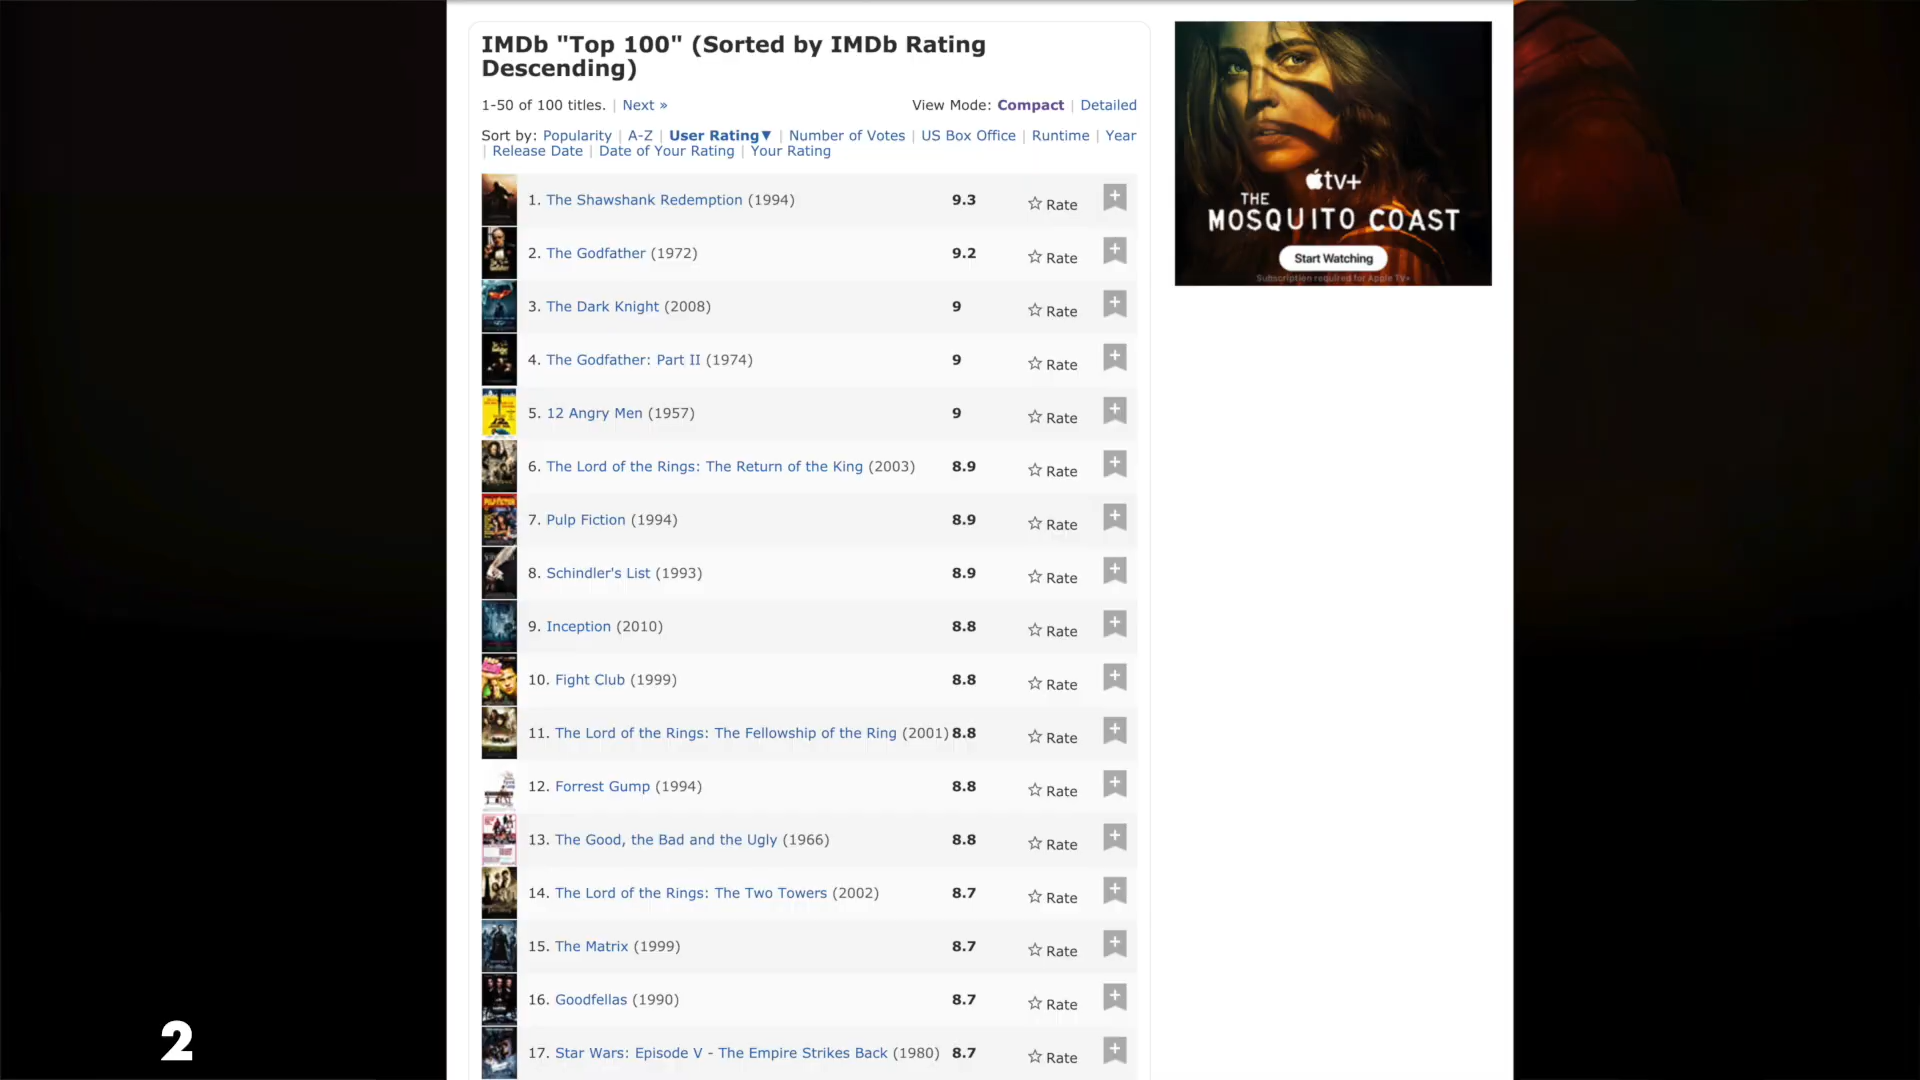 IMDb "Top 100" (Sorted by IMDb Rating
Descending)
1-50 of 100 titles. | Next »
View Mode: Compact | Detailed
Sort by: Popularity | A-Z | User Rating▼ | Number of Votes | US Box Office | Runtime | Year
| Release Date | Date of Your Rating | Your Rating
1. The Shawshank Redemption (1994) 9.3 ☆ Rate
2. The Godfather (1972) 9.2 ☆ Rate
3. The Dark Knight (2008) 9 ☆ Rate
4. The Godfather: Part II (1974) 9 ☆ Rate
5. 12 Angry Men (1957) 9 ☆ Rate
6. The Lord of the Rings: The Return of the King (2003) 8.9 ☆ Rate
7. Pulp Fiction (1994) 8.9 ☆ Rate
8. Schindler's List (1993) 8.9 ☆ Rate
9. Inception (2010) 8.8 ☆ Rate
10. Fight Club (1999) 8.8 ☆ Rate
11. The Lord of the Rings: The Fellowship of the Ring (2001) 8.8 ☆ Rate
12. Forrest Gump (1994) 8.8 ☆ Rate
13. The Good, the Bad and the Ugly (1966) 8.8 ☆ Rate
14. The Lord of the Rings: The Two Towers (2002) 8.7 ☆ Rate
15. The Matrix (1999) 8.7 ☆ Rate
16. Goodfellas (1990) 8.7 ☆ Rate
17. Star Wars: Episode V - The Empire Strikes Back (1980) 8.7 ☆ Rate
tv+
THE
MOSQUITO COAST
Start Watching
Subscription required for Apple TV+
2